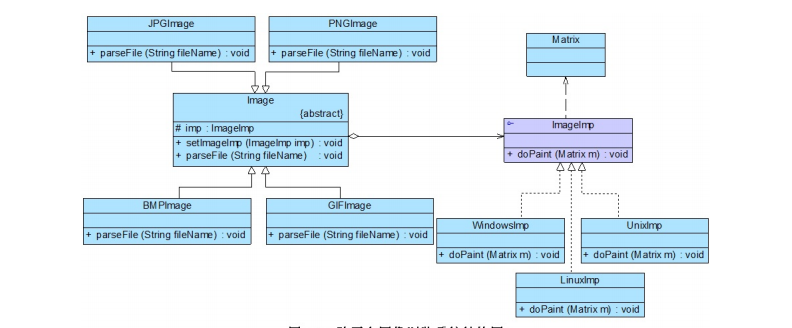 JPGImage
+ parseFile (String fileName) : void
PNGImage
+ parseFile (String fileName) : void
Matrix
Image
{abstract}
# imp : ImageImp
+ setImageImp (ImageImp imp) : void
+ parseFile (String fileName) : void
ImageImp
+ doPaint (Matrix m) : void
BMPImage
+ parseFile (String fileName) : void
GIFImage
+ parseFile (String fileName) : void
WindowsImp
+ doPaint (Matrix m) : void
UnixImp
+ doPaint (Matrix m) : void
LinuxImp
+ doPaint (Matrix m) : void